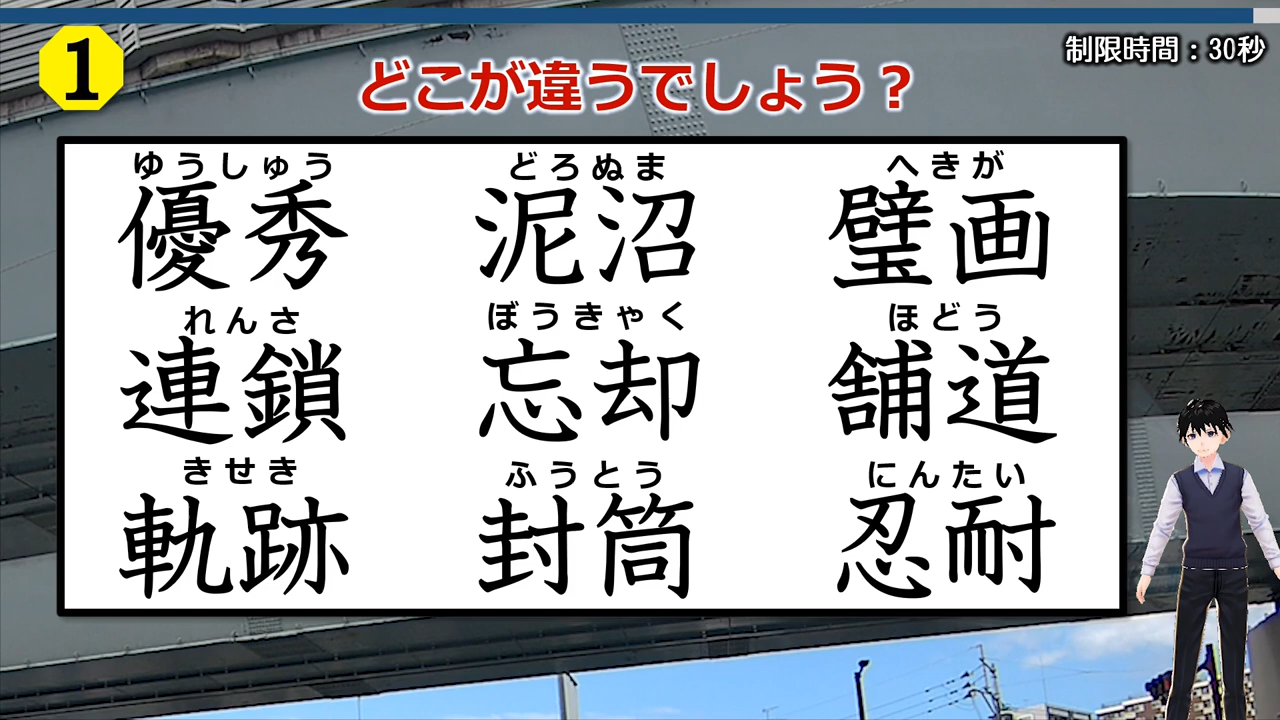 1
どこが違うでしょう？
制限時間：30秒
ゆうしゅう どろぬま へきが
優秀 泥沼 璧画
れんさ ぼうきゃく ほどう
連鎖 忘却 舗道
きせき ふうとう にんたい
軌跡 封筒 忍耐